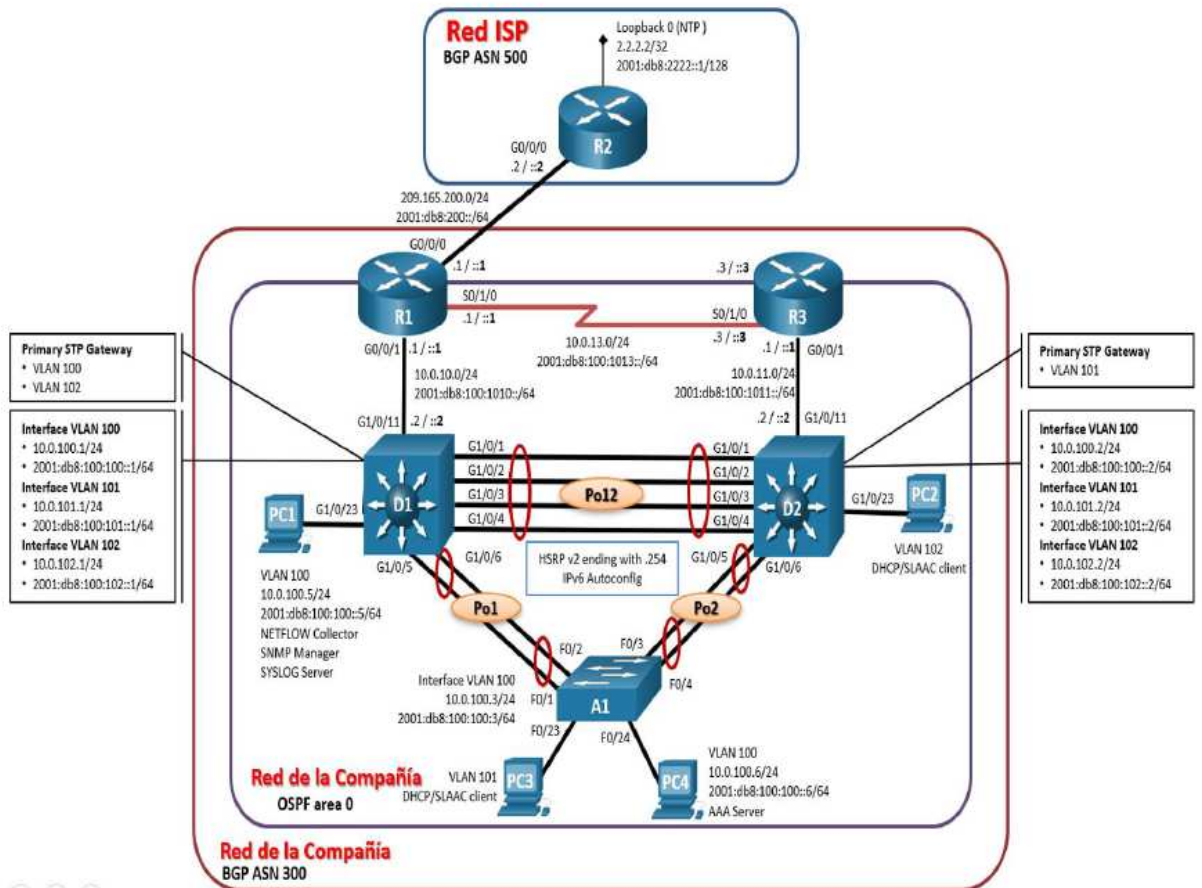 Red ISP
BGP ASN 500
Loopback 0 (NTP )
2.2.2.2/32
2001:db8:2222::1/128
R2
G0/0/0
.2 / ::2
209.165.200.0/24
2001:db8:200::/64
G0/0/0
.1 / ::1
R1
S0/1/0
.1 / ::1
.3 / ::3
R3
S0/1/0
.3 / ::3
10.0.13.0/24
2001:db8:100:1013::/64
G0/0/1
.1 / ::1
10.0.10.0/24
2001:db8:100:1010::/64
G1/0/11
.2 / ::2
.1 / ::1
G0/0/1
10.0.11.0/24
2001:db8:100:1011::/64
.2 / ::2
G1/0/11
Primary STP Gateway
• VLAN 100
• VLAN 102
Interface VLAN 100
• 10.0.100.1/24
• 2001:db8:100:100::1/64
Interface VLAN 101
• 10.0.101.1/24
• 2001:db8:100:101::1/64
Interface VLAN 102
• 10.0.102.1/24
• 2001:db8:100:102::1/64
Primary STP Gateway
• VLAN 101
Interface VLAN 100
• 10.0.100.2/24
• 2001:db8:100:100::2/64
Interface VLAN 101
• 10.0.101.2/24
• 2001:db8:100:101::2/64
Interface VLAN 102
• 10.0.102.2/24
• 2001:db8:100:102::2/64
D1
G1/0/1
G1/0/2
G1/0/3
G1/0/4
Po12
G1/0/1
G1/0/2
G1/0/3
G1/0/4
D2
PC1
G1/0/23
G1/0/23
PC2
VLAN 102
DHCP/SLAAC client
G1/0/5
G1/0/6
HSRP v2 ending with .254
IPv6 Autoconfig
G1/0/5
G1/0/6
VLAN 100
10.0.100.5/24
2001:db8:100:100::5/64
NETFLOW Collector
SNMP Manager
SYSLOG Server
Po1
Po2
F0/2
F0/3
F0/1
F0/4
Interface VLAN 100
10.0.100.3/24
2001:db8:100:100:3/64
A1
F0/23
F0/24
VLAN 101
DHCP/SLAAC client
PC3
PC4
VLAN 100
10.0.100.6/24
2001:db8:100:100::6/64
AAA Server
Red de la Compañía
OSPF area 0
Red de la Compañía
BGP ASN 300